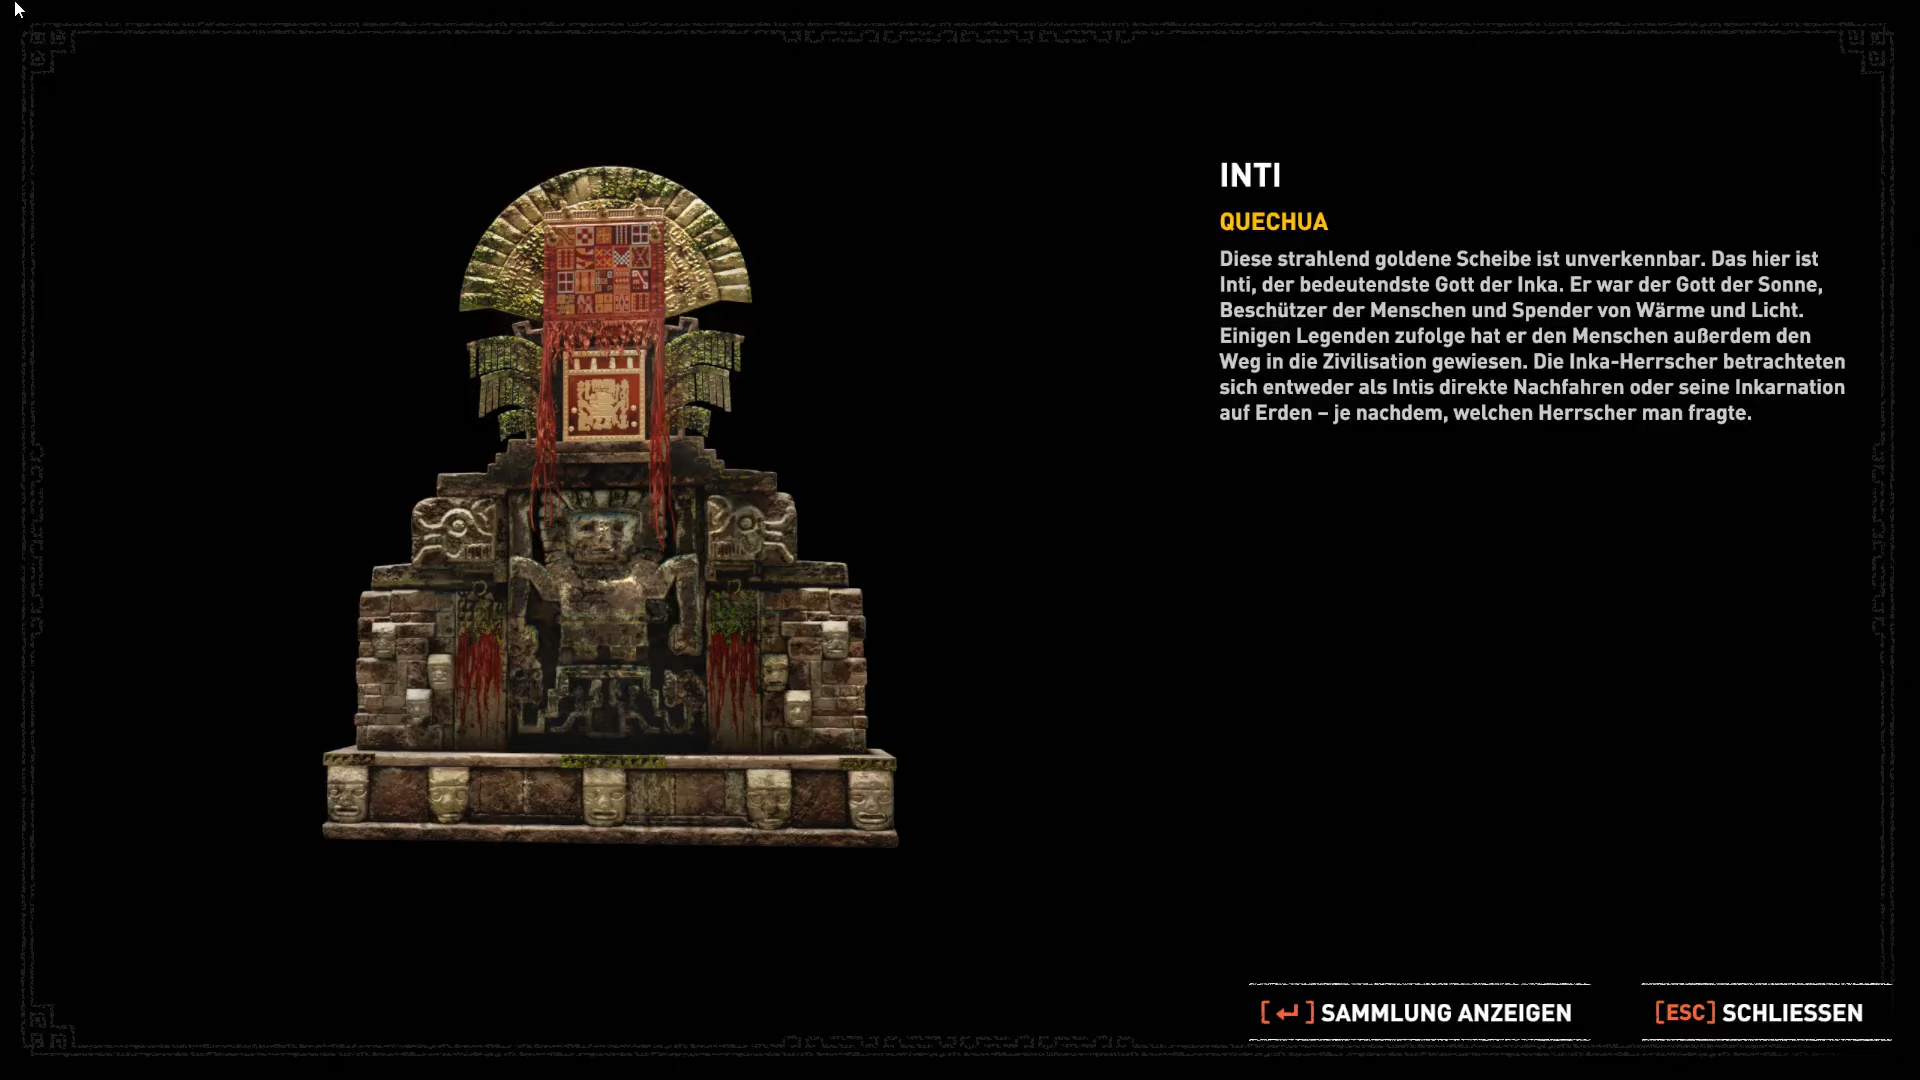 INTI
QUECHUA
Diese strahlend goldene Scheibe ist unverkennbar. Das hier ist
Inti, der bedeutendste Gott der Inka. Er war der Gott der Sonne,
Beschützer der Menschen und Spender von Wärme und Licht.
Einigen Legenden zufolge hat er den Menschen außerdem den
Weg in die Zivilisation gewiesen. Die Inka-Herrscher betrachteten
sich entweder als Intis direkte Nachfahren oder seine Inkarnation
auf Erden – je nachdem, welchen Herrscher man fragte.
[↵] SAMMLUNG ANZEIGEN [ESC] SCHLIESSEN